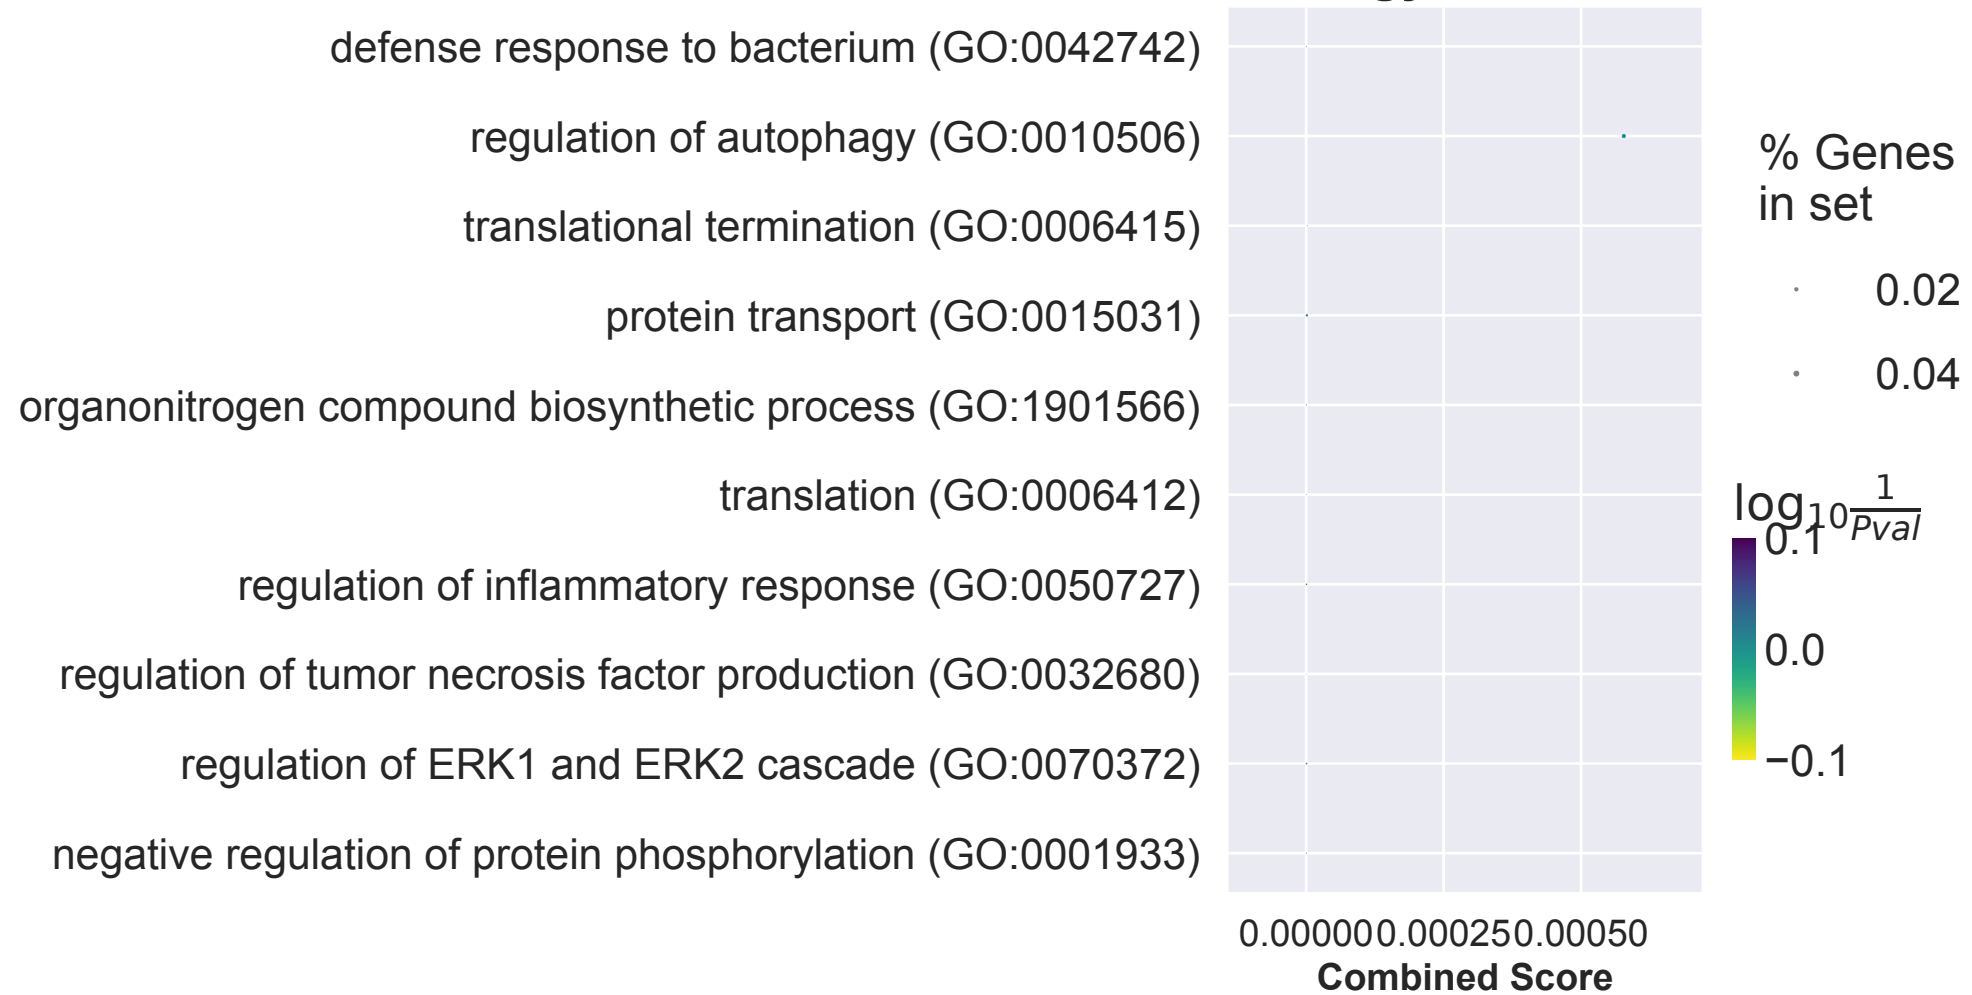 defense response to bacterium (GO:0042742)
regulation of autophagy (GO:0010506)
translational termination (GO:0006415)
protein transport (GO:0015031)
organonitrogen compound biosynthetic process (GO:1901566)
translation (GO:0006412)
regulation of inflammatory response (GO:0050727)
regulation of tumor necrosis factor production (GO:0032680)
regulation of ERK1 and ERK2 cascade (GO:0070372)
negative regulation of protein phosphorylation (GO:0001933)
0.00000 0.00025 0.00050
Combined Score
% Genes
in set
0.02
0.04
log10 1/Pval
0.1
0.0
−0.1